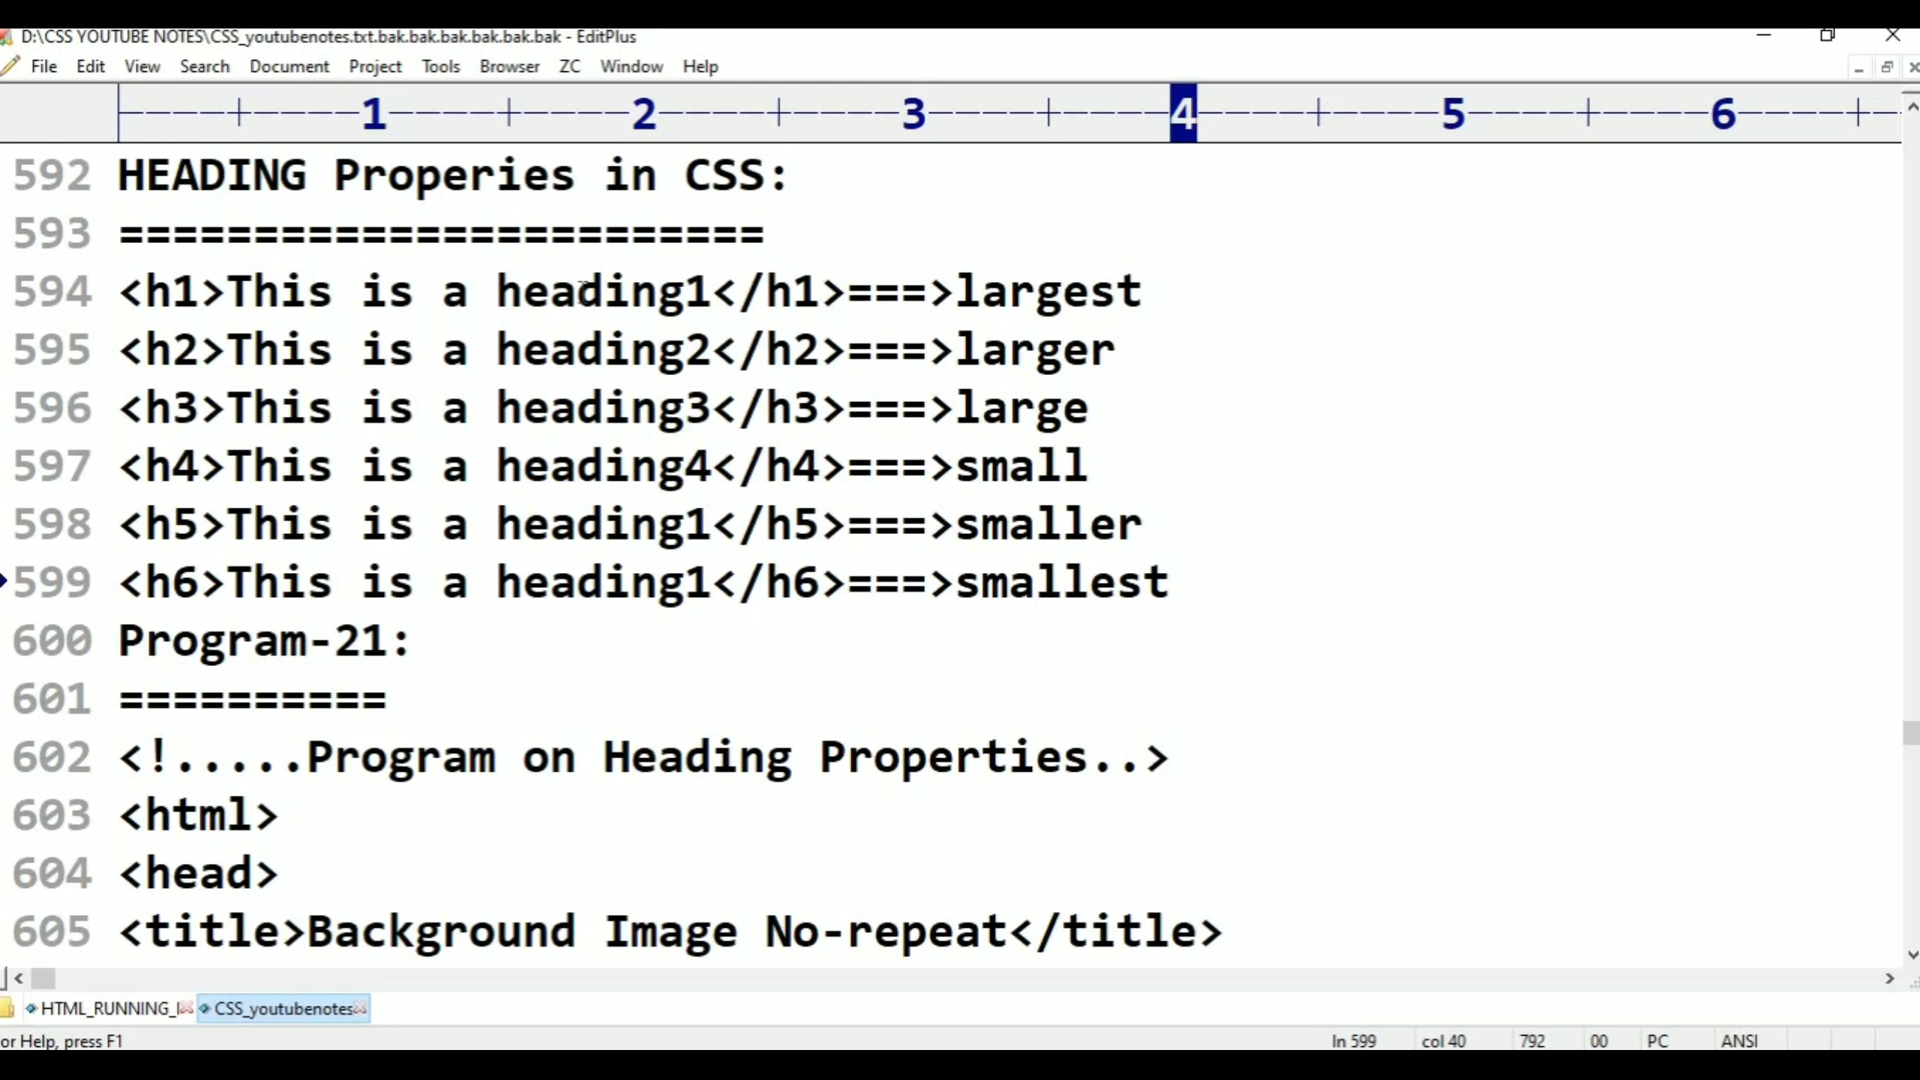 D:\CSS YOUTUBE NOTES\CSS_youtubenotes.txt.bak.bak.bak.bak.bak.bak - EditPlus
File Edit View Search Document Project Tools Browser ZC Window Help
1 2 3 4 5 6
592 HEADING Properies in CSS:
593 ========================
594 <h1>This is a heading1</h1>===>largest
595 <h2>This is a heading2</h2>===>larger
596 <h3>This is a heading3</h3>===>large
597 <h4>This is a heading4</h4>===>small
598 <h5>This is a heading1</h5>===>smaller
599 <h6>This is a heading1</h6>===>smallest
600 Program-21:
601 ==========
602 <!.....Program on Heading Properties..>
603 <html>
604 <head>
605 <title>Background Image No-repeat</title>
HTML_RUNNING_ CSS_youtubenotes
or Help, press F1 ln 599 col 40 792 00 PC ANSI